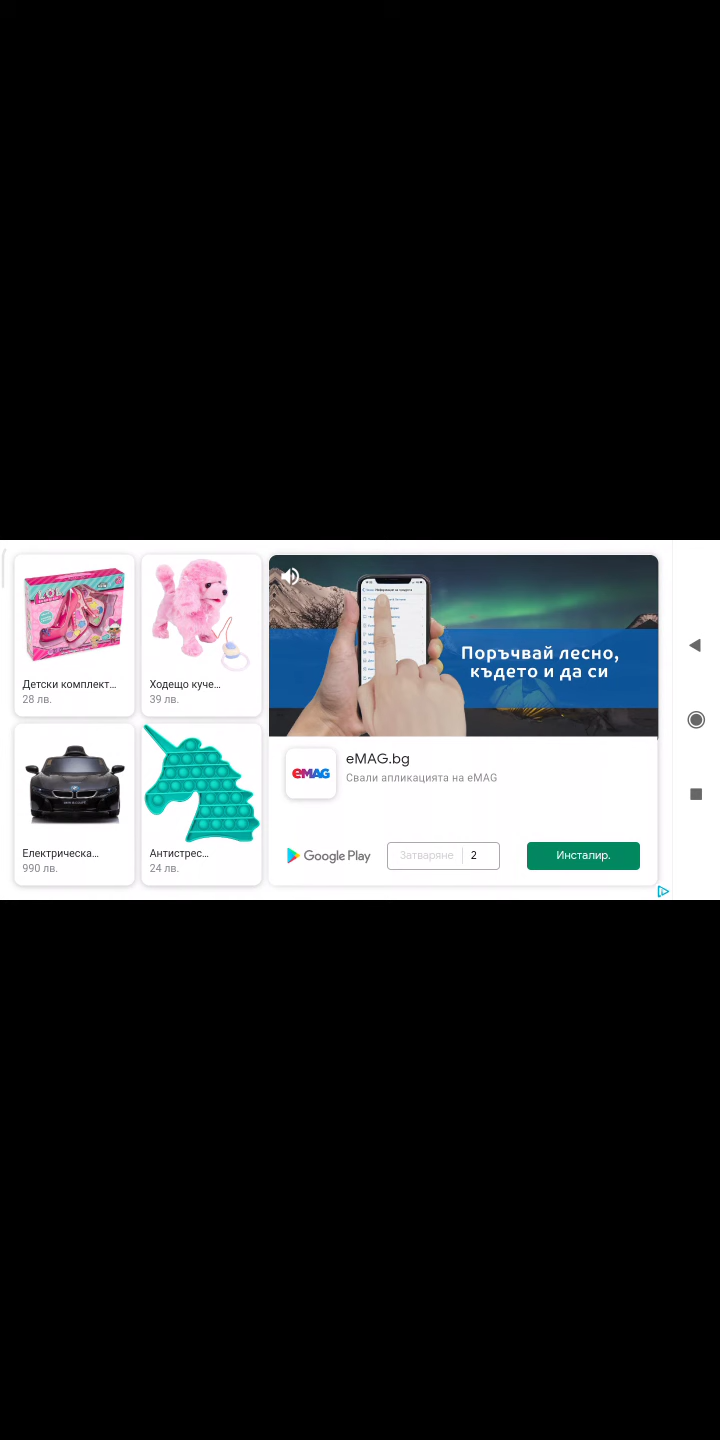 L.O.L.
Детски комплект...
28 лв.
Ходещо куче...
39 лв.
Електрическа...
990 лв.
Антистрес...
24 лв.
Поръчвай лесно,
където и да си
eMAG
eMAG.bg
Свали апликацията на eMAG
Google Play
Затваряне 2
Инсталир.